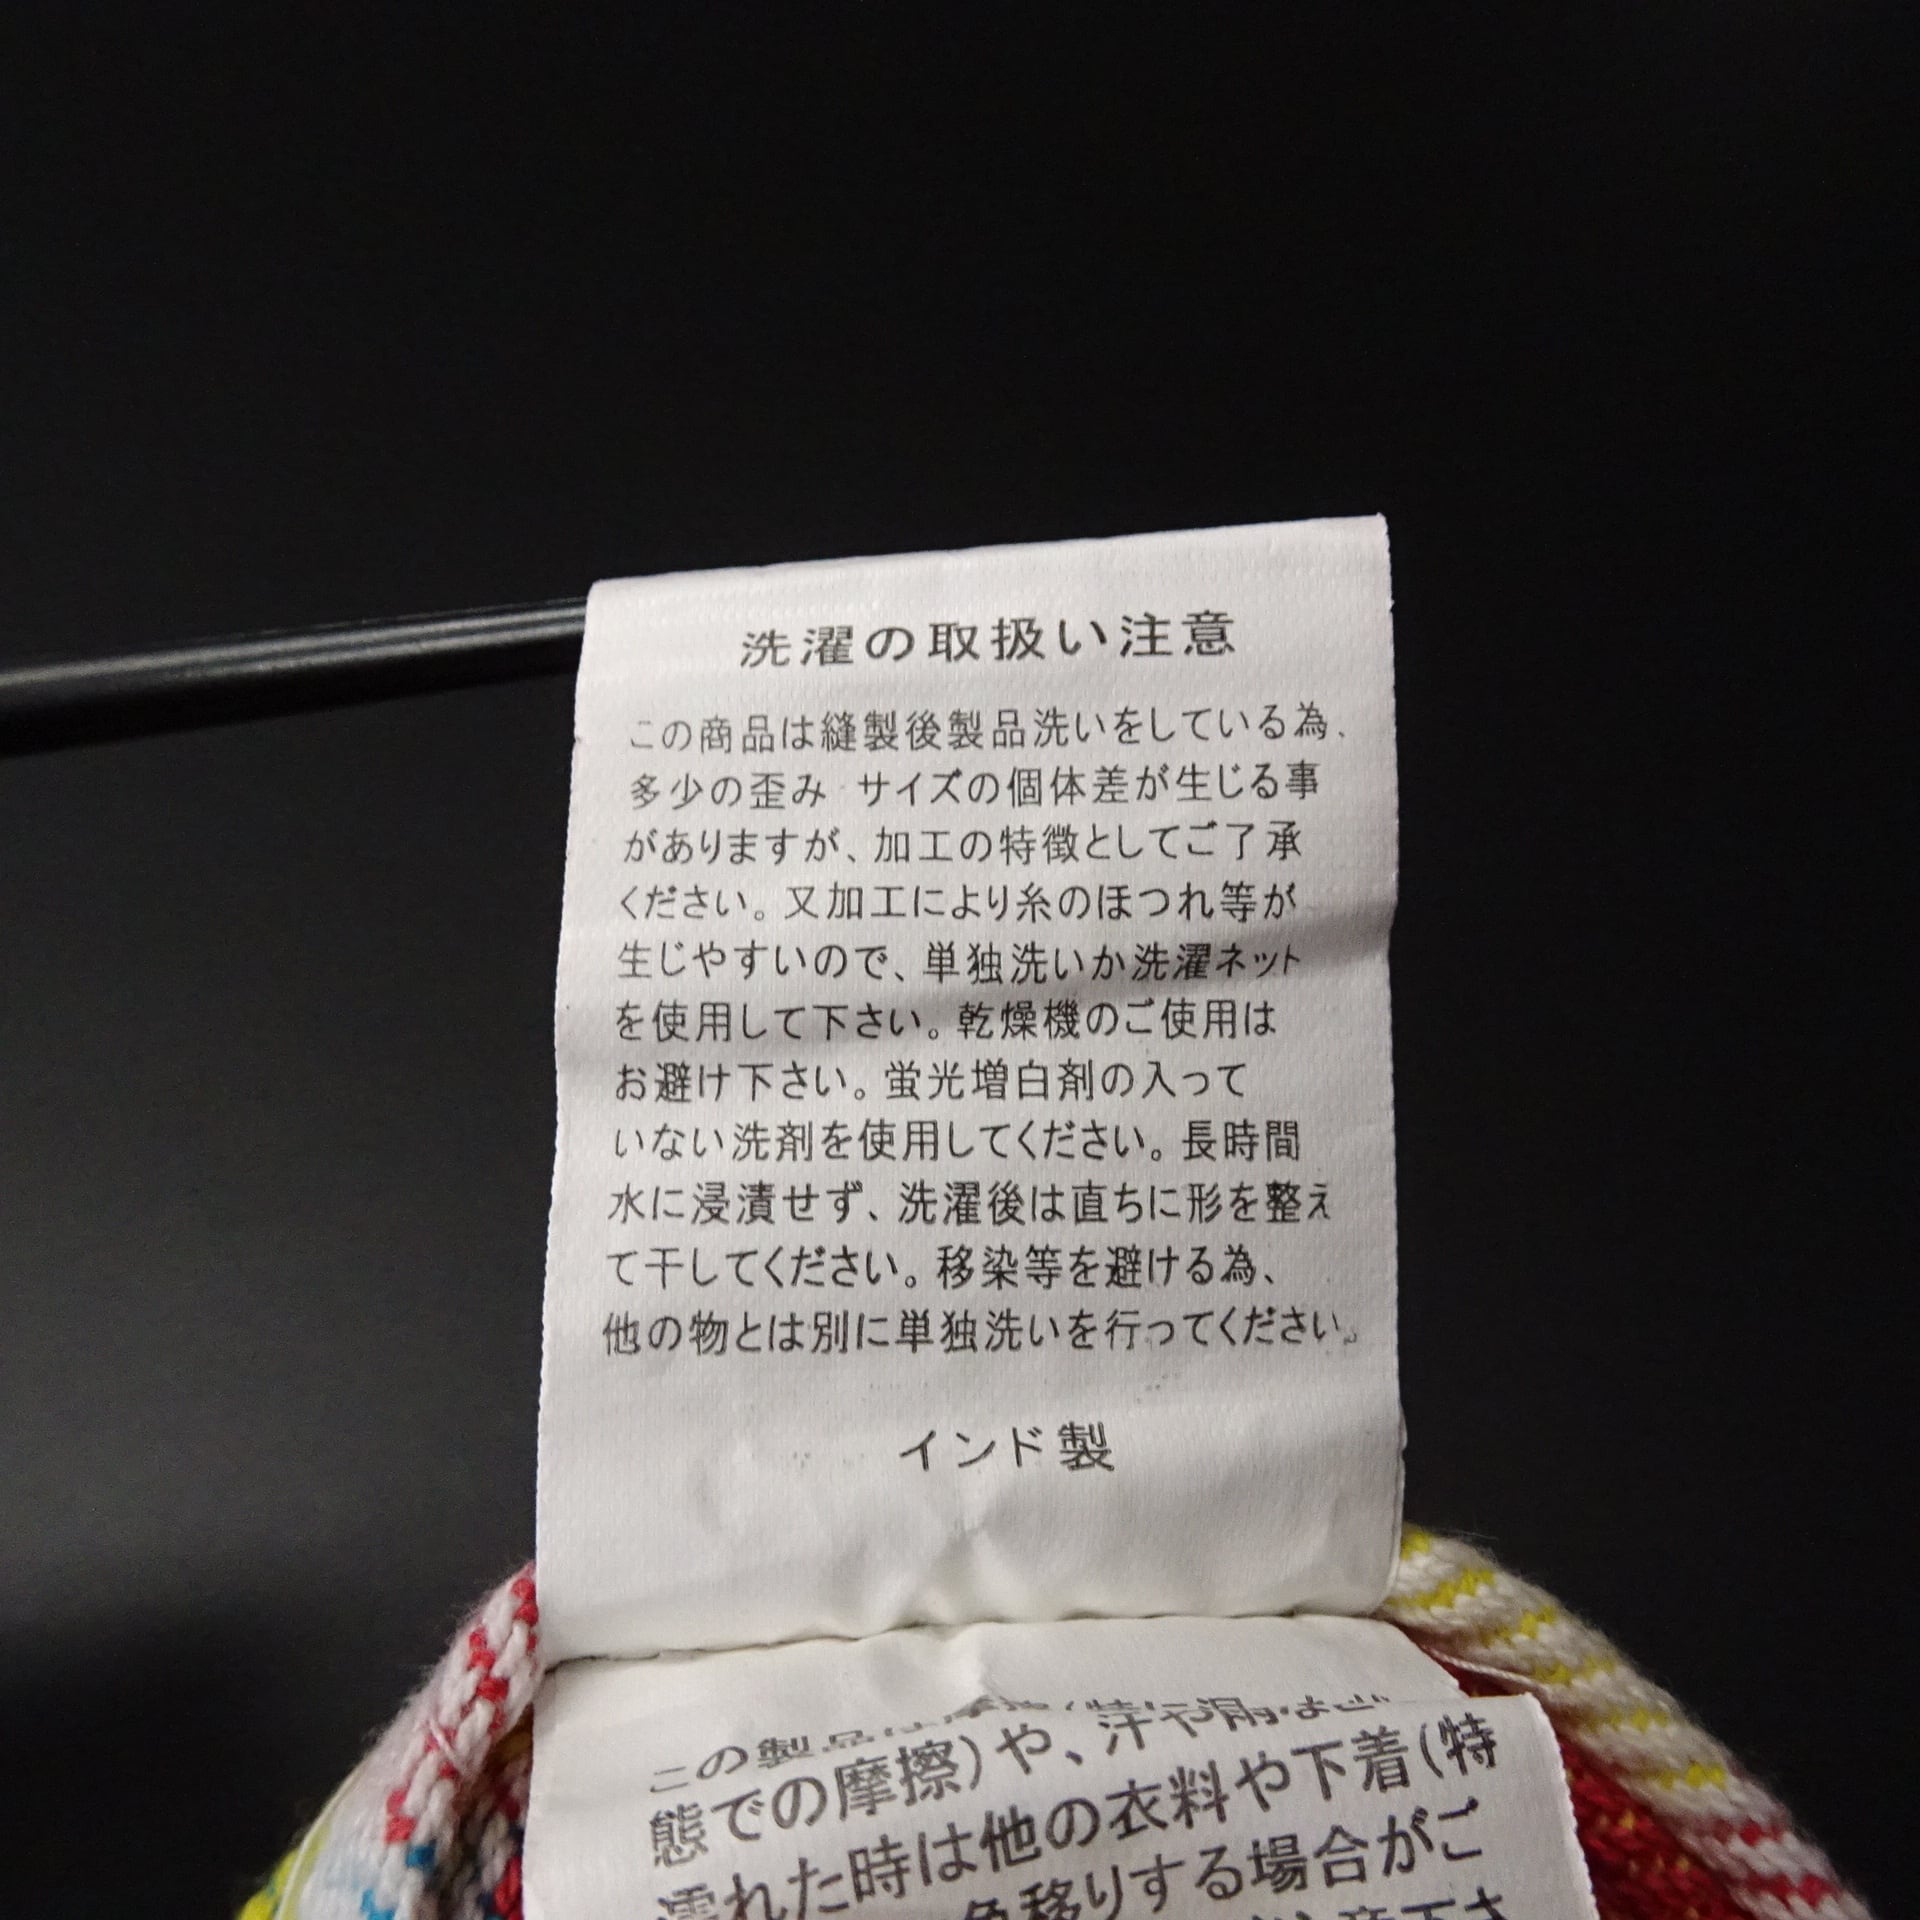 洗濯の取扱い注意
この商品は縫製後製品洗いをしている為、
多少の歪み サイズの個体差が生じる事
がありますが、加工の特徴としてご了承
ください。又加工により糸のほつれ等が
生じやすいので、単独洗いか洗濯ネット
を使用して下さい。乾燥機のご使用は
お避け下さい。蛍光増白剤の入って
いない洗剤を使用してください。長時間
水に浸漬せず、洗濯後は直ちに形を整え
て干してください。移染等を避ける為、
他の物とは別に単独洗いを行ってください。
インド製
この製品は摩擦(特に
態での摩擦)や、汗や雨など
濡れた時は他の衣料や下着(特
色移りする場合がご